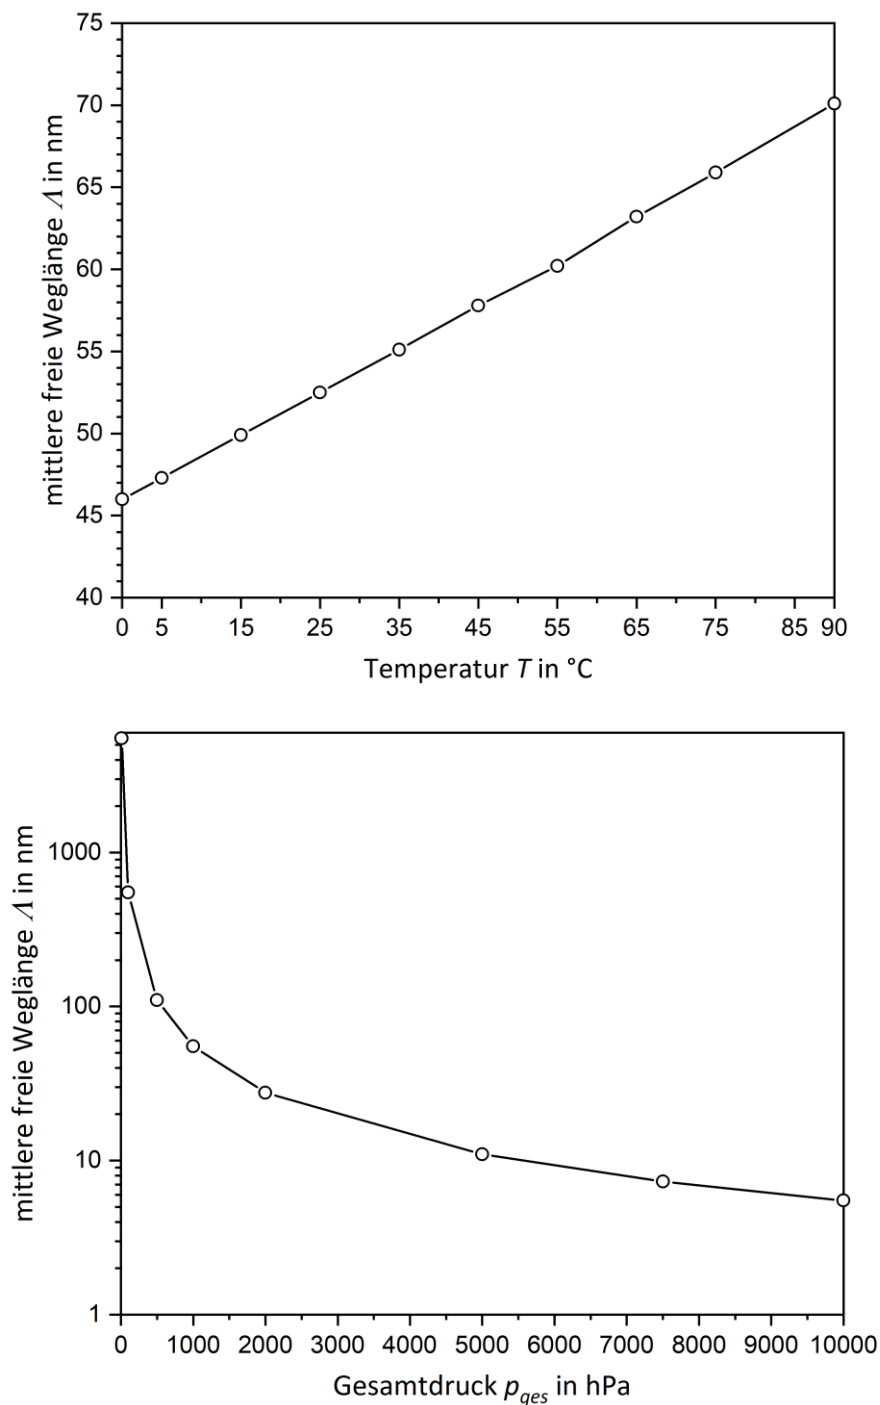 75
70
65
60
55
50
45
40
mittlere freie Weglänge Λ in nm
0 5 15 25 35 45 55 65 75 85 90
Temperatur T in °C
1000
100
10
1
mittlere freie Weglänge Λ in nm
0 1000 2000 3000 4000 5000 6000 7000 8000 9000 10000
Gesamtdruck pges in hPa